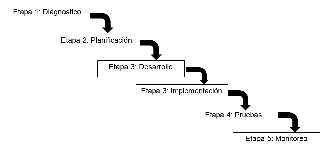 Etapa 1: Diagnostico
Etapa 2: Planificación
Etapa 3: Desarrollo
Etapa 3: Implementación
Etapa 4: Pruebas
Etapa 5: Monitoreo